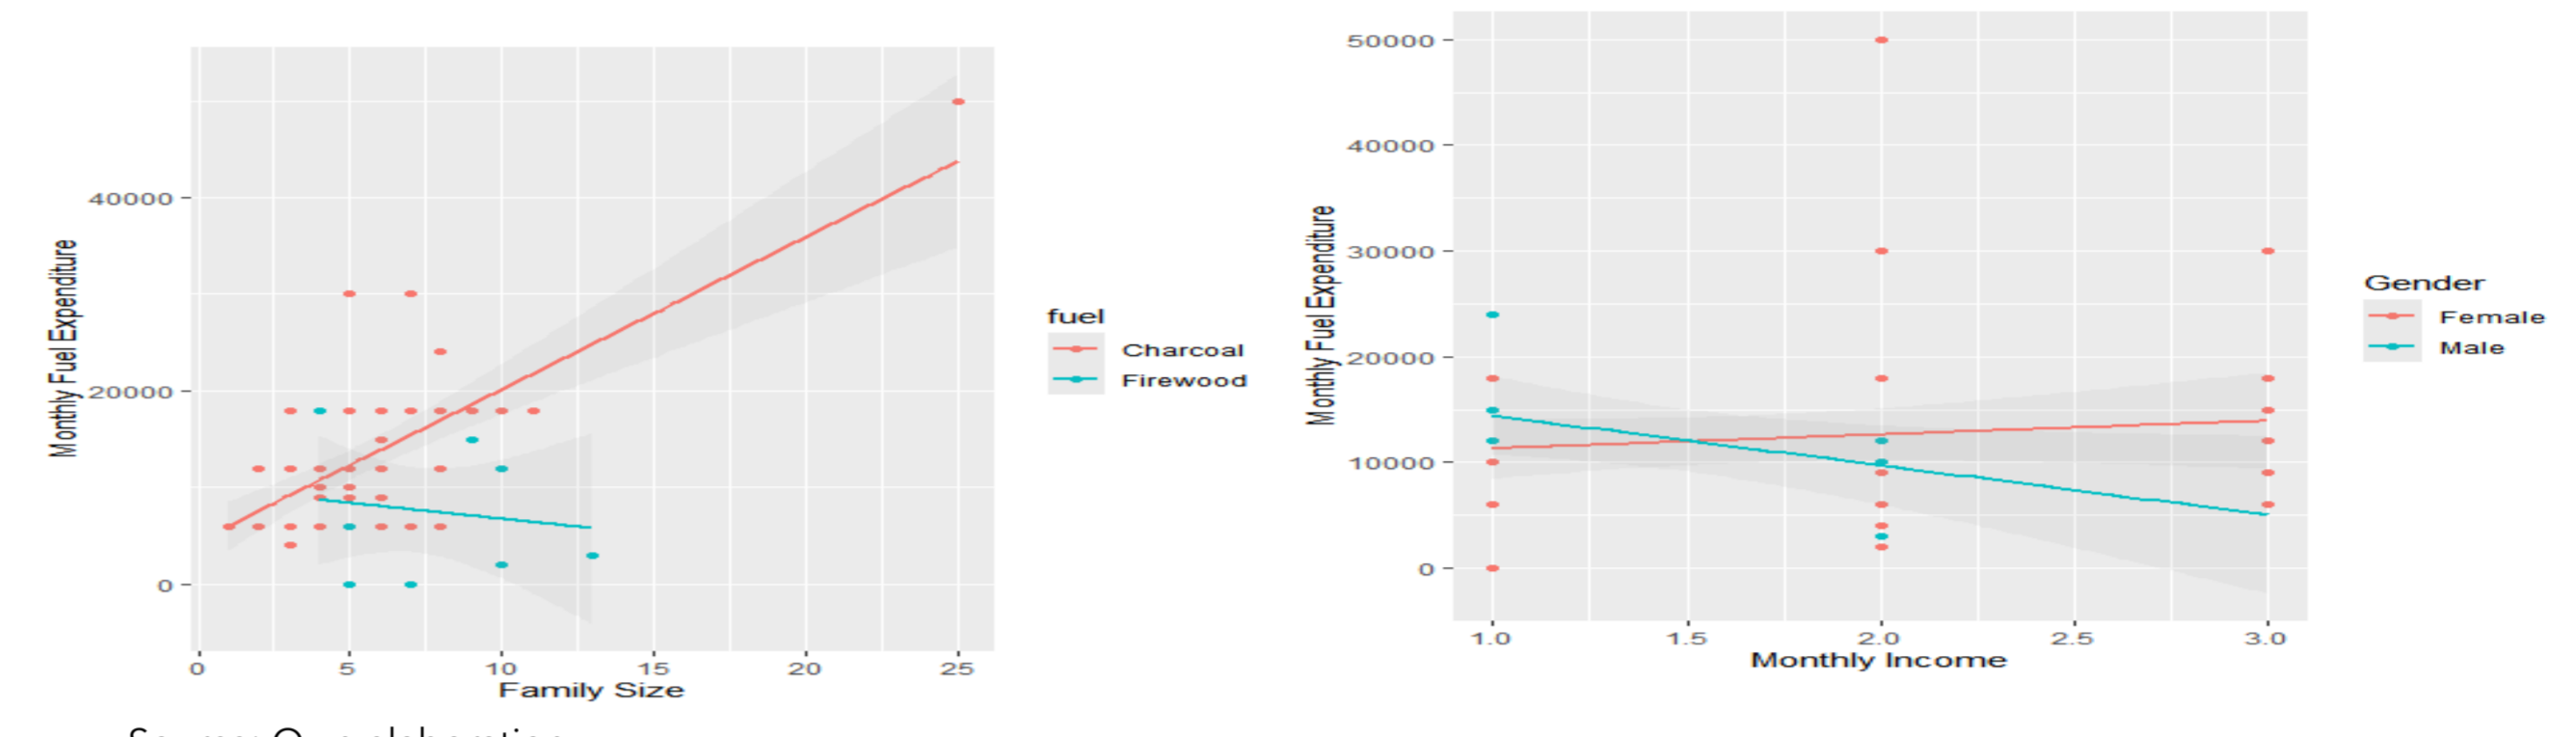 Monthly Fuel Expenditure
40000
20000
0
0 5 10 15 20 25
Family Size
fuel
Charcoal
Firewood
Monthly Fuel Expenditure
50000
40000
30000
20000
10000
0
1.0 1.5 2.0 2.5 3.0
Monthly Income
Gender
Female
Male